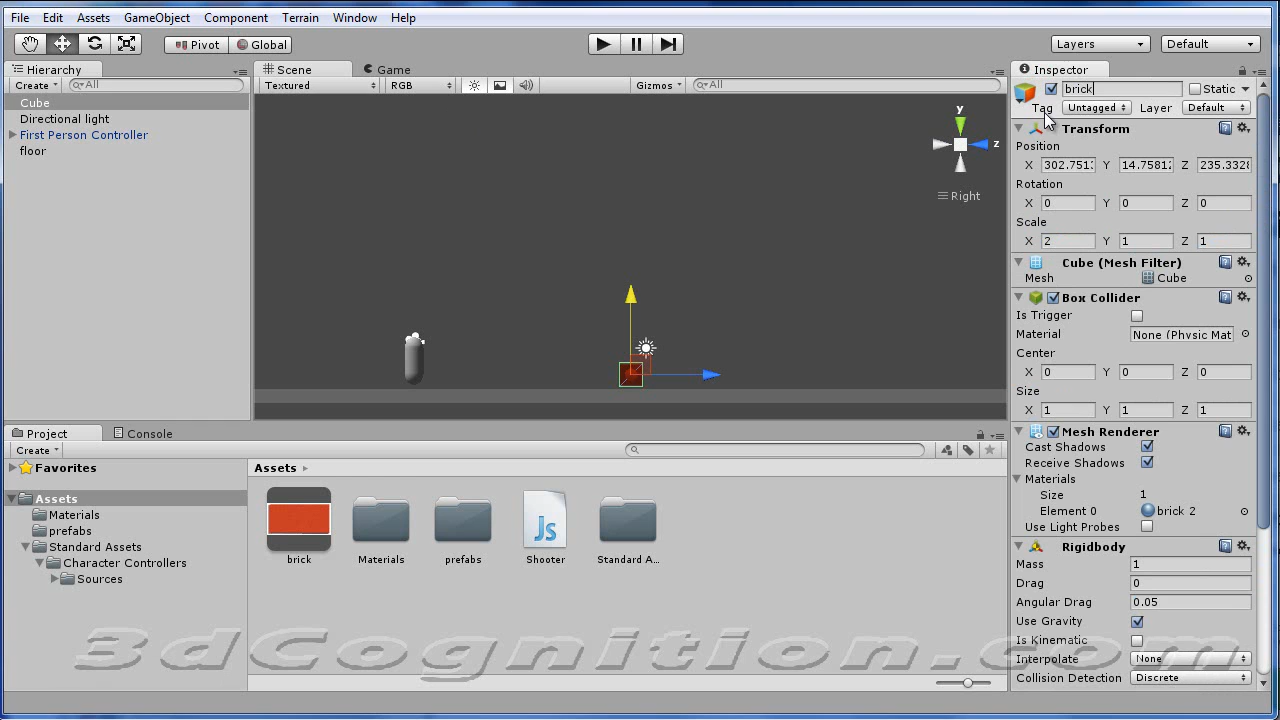 File Edit Assets GameObject Component Terrain Window Help
Pivot Global Layers Default
Hierarchy
Create All
Cube
Directional light
First Person Controller
floor
Scene Game
Textured RGB Gizmos All
y
z
Right
Inspector
brick Static
Tag Untagged Layer Default
Transform
Position
X 302.751 Y 14.7581 Z 235.332
Rotation
X 0 Y 0 Z 0
Scale
X 2 Y 1 Z 1
Cube (Mesh Filter)
Mesh Cube
Box Collider
Is Trigger
Material None (Physic Mat
Center
X 0 Y 0 Z 0
Size
X 1 Y 1 Z 1
Mesh Renderer
Cast Shadows
Receive Shadows
Materials
Size 1
Element 0 brick 2
Use Light Probes
Rigidbody
Mass 1
Drag 0
Angular Drag 0.05
Use Gravity
Is Kinematic
Interpolate None
Collision Detection Discrete
Project Console
Create
Favorites
Assets
Materials
prefabs
Standard Assets
Character Controllers
Sources
Assets
Js
brick Materials prefabs Shooter Standard A...
3dCognition.com